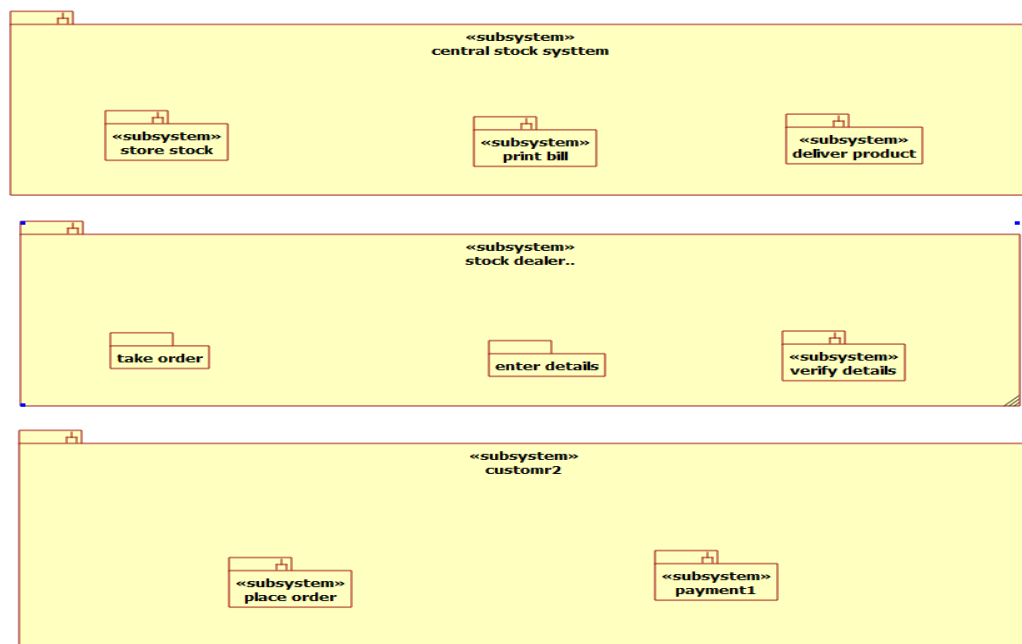 «subsystem»
central stock systtem
«subsystem»
store stock
«subsystem»
print bill
«subsystem»
deliver product
«subsystem»
stock dealer..
take order
enter details
«subsystem»
verify details
«subsystem»
customr2
«subsystem»
place order
«subsystem»
payment1